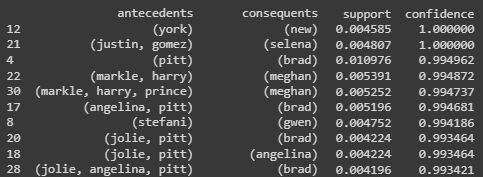 antecedents consequents support confidence
12 (york) (new) 0.004585 1.000000
21 (justin, gomez) (selena) 0.004807 1.000000
4 (pitt) (brad) 0.010976 0.994962
22 (markle, harry) (meghan) 0.005391 0.994872
30 (markle, harry, prince) (meghan) 0.005252 0.994737
17 (angelina, pitt) (brad) 0.005196 0.994681
8 (stefani) (gwen) 0.004752 0.994186
20 (jolie, pitt) (brad) 0.004224 0.993464
18 (jolie, pitt) (angelina) 0.004224 0.993464
28 (jolie, angelina, pitt) (brad) 0.004196 0.993421